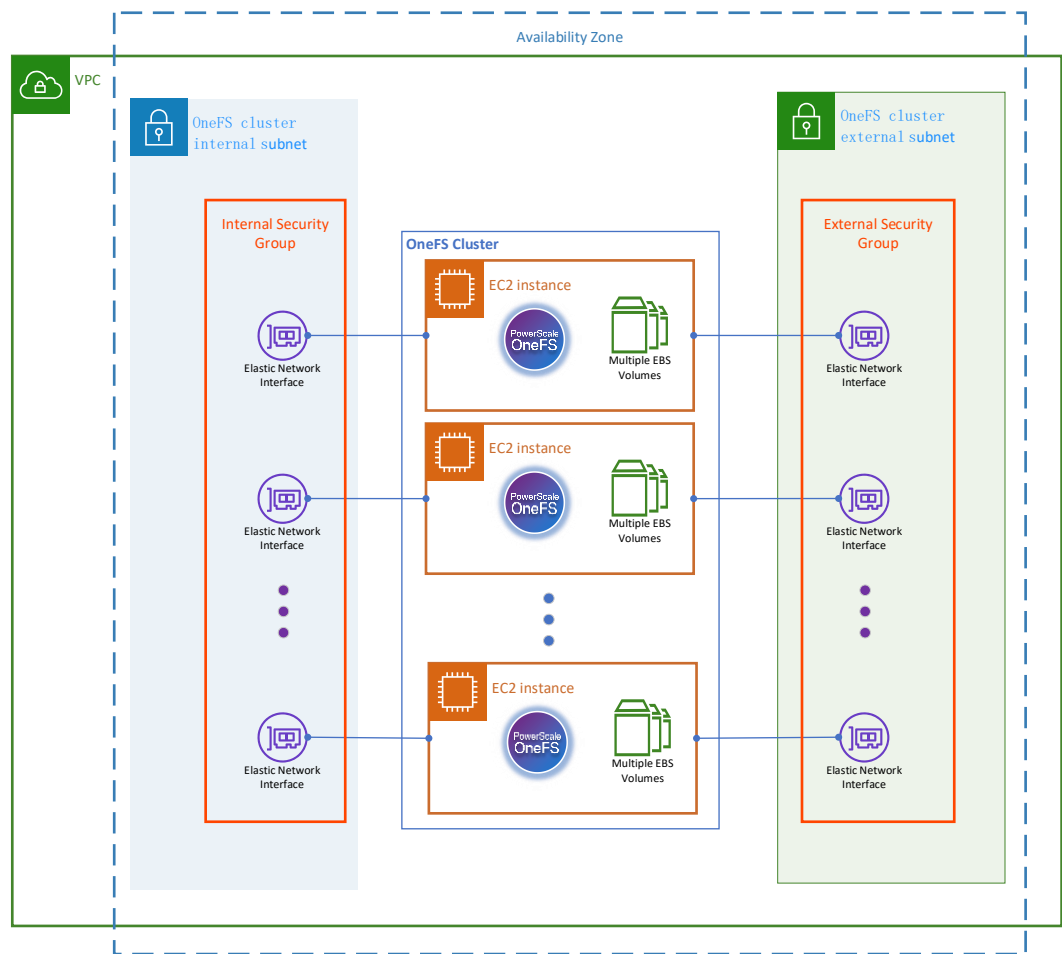 Availability Zone
VPC
OneFS cluster
internal subnet
OneFS cluster
external subnet
Internal Security
Group
External Security
Group
OneFS Cluster
EC2 instance
PowerScale
OneFS
Multiple EBS
Volumes
Elastic Network
Interface
Elastic Network
Interface
EC2 instance
PowerScale
OneFS
Multiple EBS
Volumes
Elastic Network
Interface
Elastic Network
Interface
EC2 instance
PowerScale
OneFS
Multiple EBS
Volumes
Elastic Network
Interface
Elastic Network
Interface